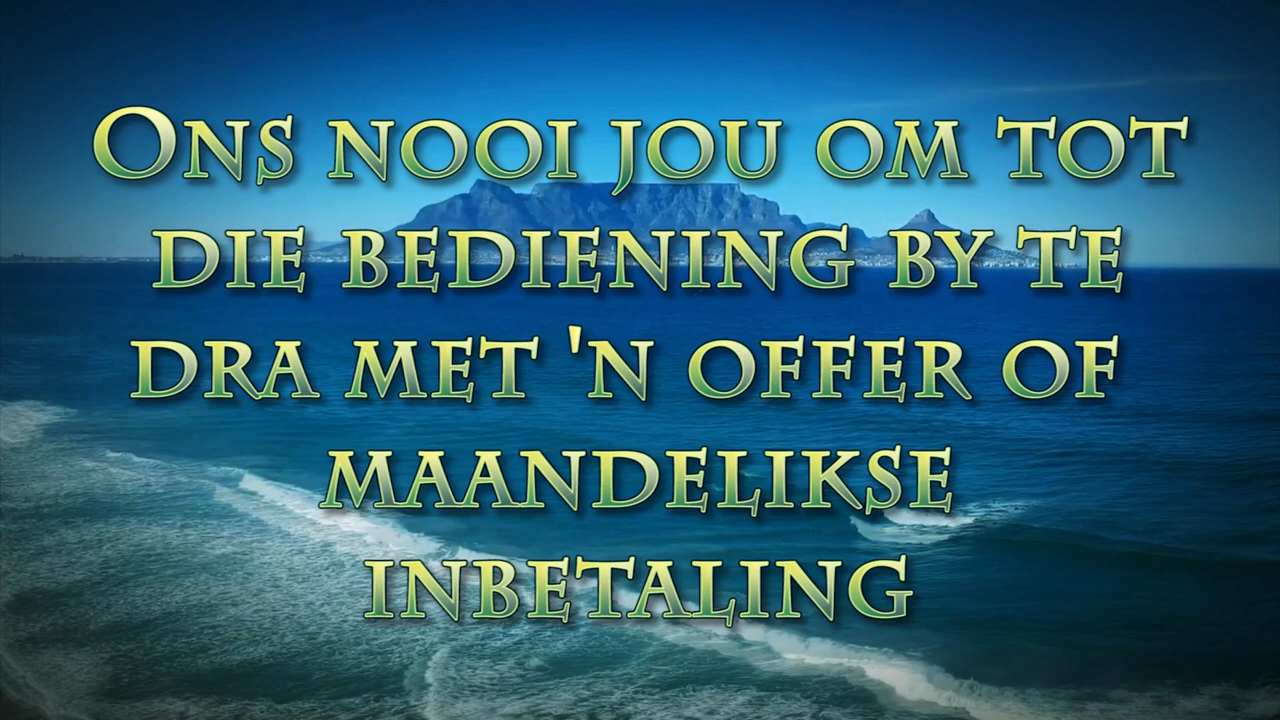 Ons nooi jou om tot
die bediening by te
dra met 'n offer of
maandelikse
inbetaling